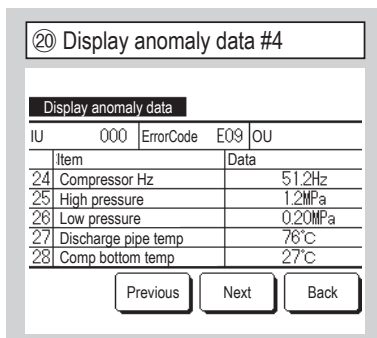 ⑳ Display anomaly data #4
Display anomaly data
IU 000 ErrorCode E09 OU
Item Data
24 Compressor Hz 51.2Hz
25 High pressure 1.2MPa
26 Low pressure 0.20MPa
27 Discharge pipe temp 76°c
28 Comp bottom temp 27°c
Previous Next Back